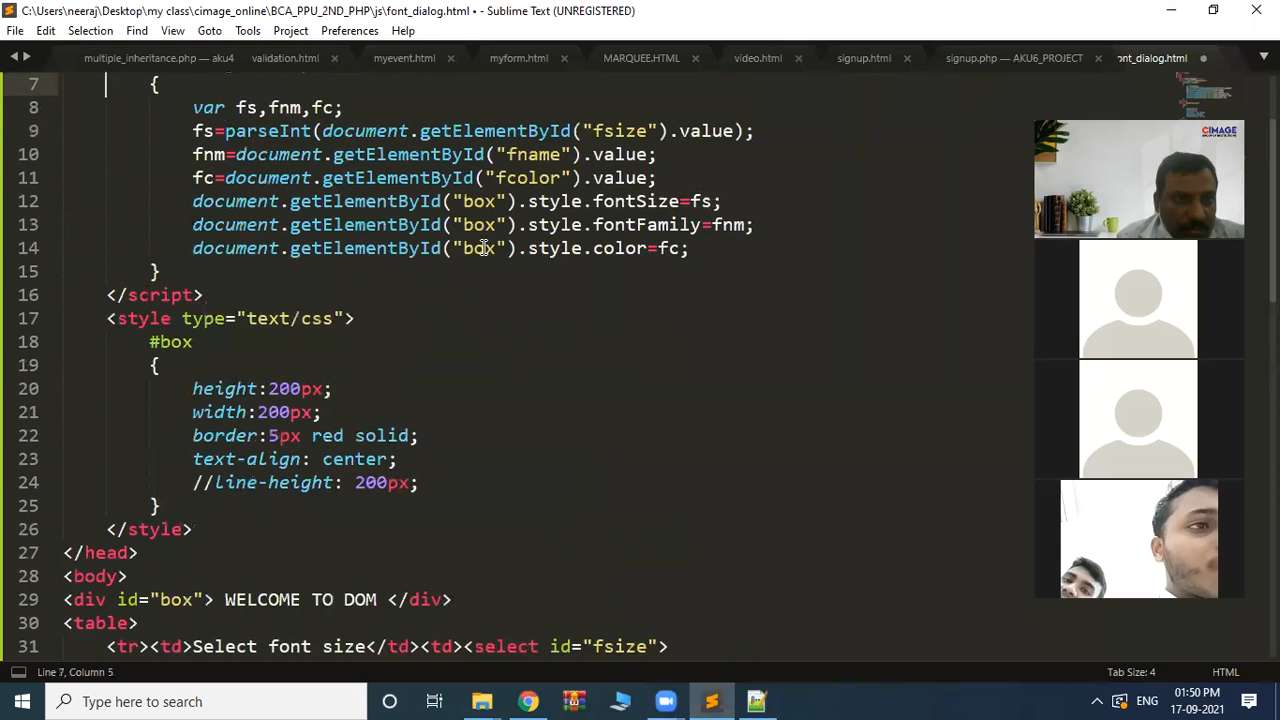 C:\Users\neeraj\Desktop\my class\cimage_online\BCA_PPU_2ND_PHP\js\font_dialog.html • - Sublime Text (UNREGISTERED)
File Edit Selection Find View Goto Tools Project Preferences Help
multiple_inheritance.php — aku4 validation.html myevent.html myform.html MARQUEE.HTML video.html signup.html signup.php — AKU6_PROJECT ont_dialog.html
7 {
8 var fs,fnm,fc;
9 fs=parseInt(document.getElementById("fsize").value);
10 fnm=document.getElementById("fname").value;
11 fc=document.getElementById("fcolor").value;
12 document.getElementById("box").style.fontSize=fs;
13 document.getElementById("box").style.fontFamily=fnm;
14 document.getElementById("box").style.color=fc;
15 }
16 </script>
17 <style type="text/css">
18 #box
19 {
20 height:200px;
21 width:200px;
22 border:5px red solid;
23 text-align: center;
24 //line-height: 200px;
25 }
26 </style>
27 </head>
28 <body>
29 <div id="box"> WELCOME TO DOM </div>
30 <table>
31 <tr><td>Select font size</td><td><select id="fsize">
CIMAGE
Line 7, Column 5 Tab Size: 4 HTML
Type here to search ENG 01:50 PM
17-09-2021